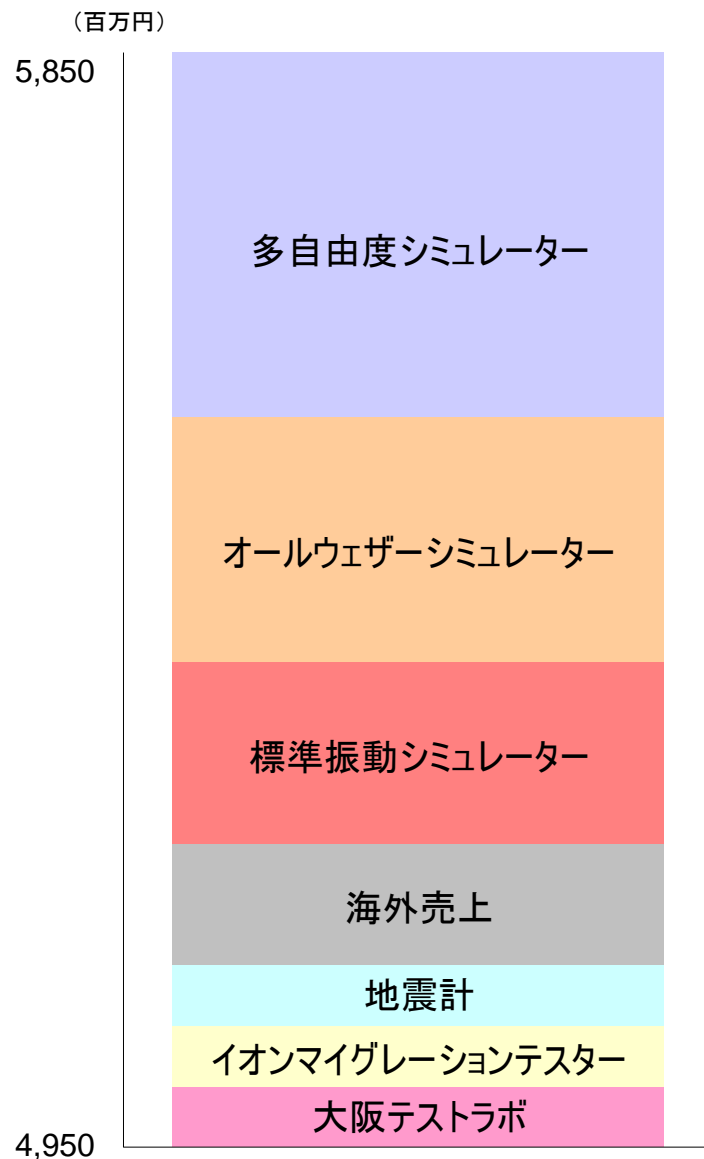 （百万円）
5,850
多自由度シミュレーター
オールウェザーシミュレーター
標準振動シミュレーター
海外売上
地震計
イオンマイグレーションテスター
大阪テストラボ
4,950